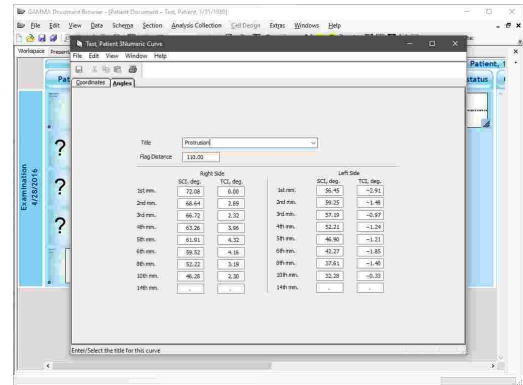 GAMMA Document Browser - [Patient Document - Test, Patient, 1/31/1980]
File Edit View Data Schema Section Analysis Collection Cell Design Extras Windows Help
Workspace Present
Test, Patient 3Numeric Curve
File Edit View Window Help
Patient, 1
Pat
status
Coordinates Angles
Title Protrusion
Flag Distance 110.00
Right Side Left Side
SCI, deg. TCI, deg. SCI, deg. TCI, deg.
1st mm. 72.08 0.00 1st mm. 56.45 -2.91
2nd mm. 68.64 2.89 2nd mm. 59.25 -1.48
3rd mm. 66.72 2.32 3rd mm. 57.19 -0.97
4th mm. 63.26 3.96 4th mm. 52.21 -1.24
5th mm. 61.91 4.32 5th mm. 46.90 -1.21
6th mm. 59.52 4.16 6th mm. 42.27 -1.85
8th mm. 52.22 3.19 8th mm. 37.61 -1.40
10th mm. 46.28 2.30 10th mm. 32.28 -0.33
14th mm. . . 14th mm. . .
Examination
4/28/2016
?
?
?
Enter/Select the title for this curve